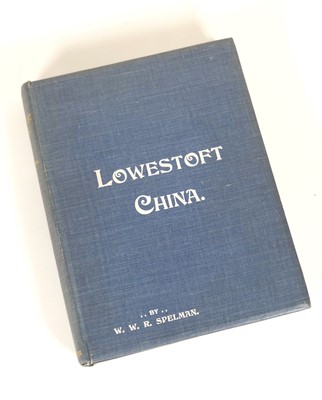 LOWESTOFT
CHINA.
.. BY ..
W. W. R. SPELMAN.